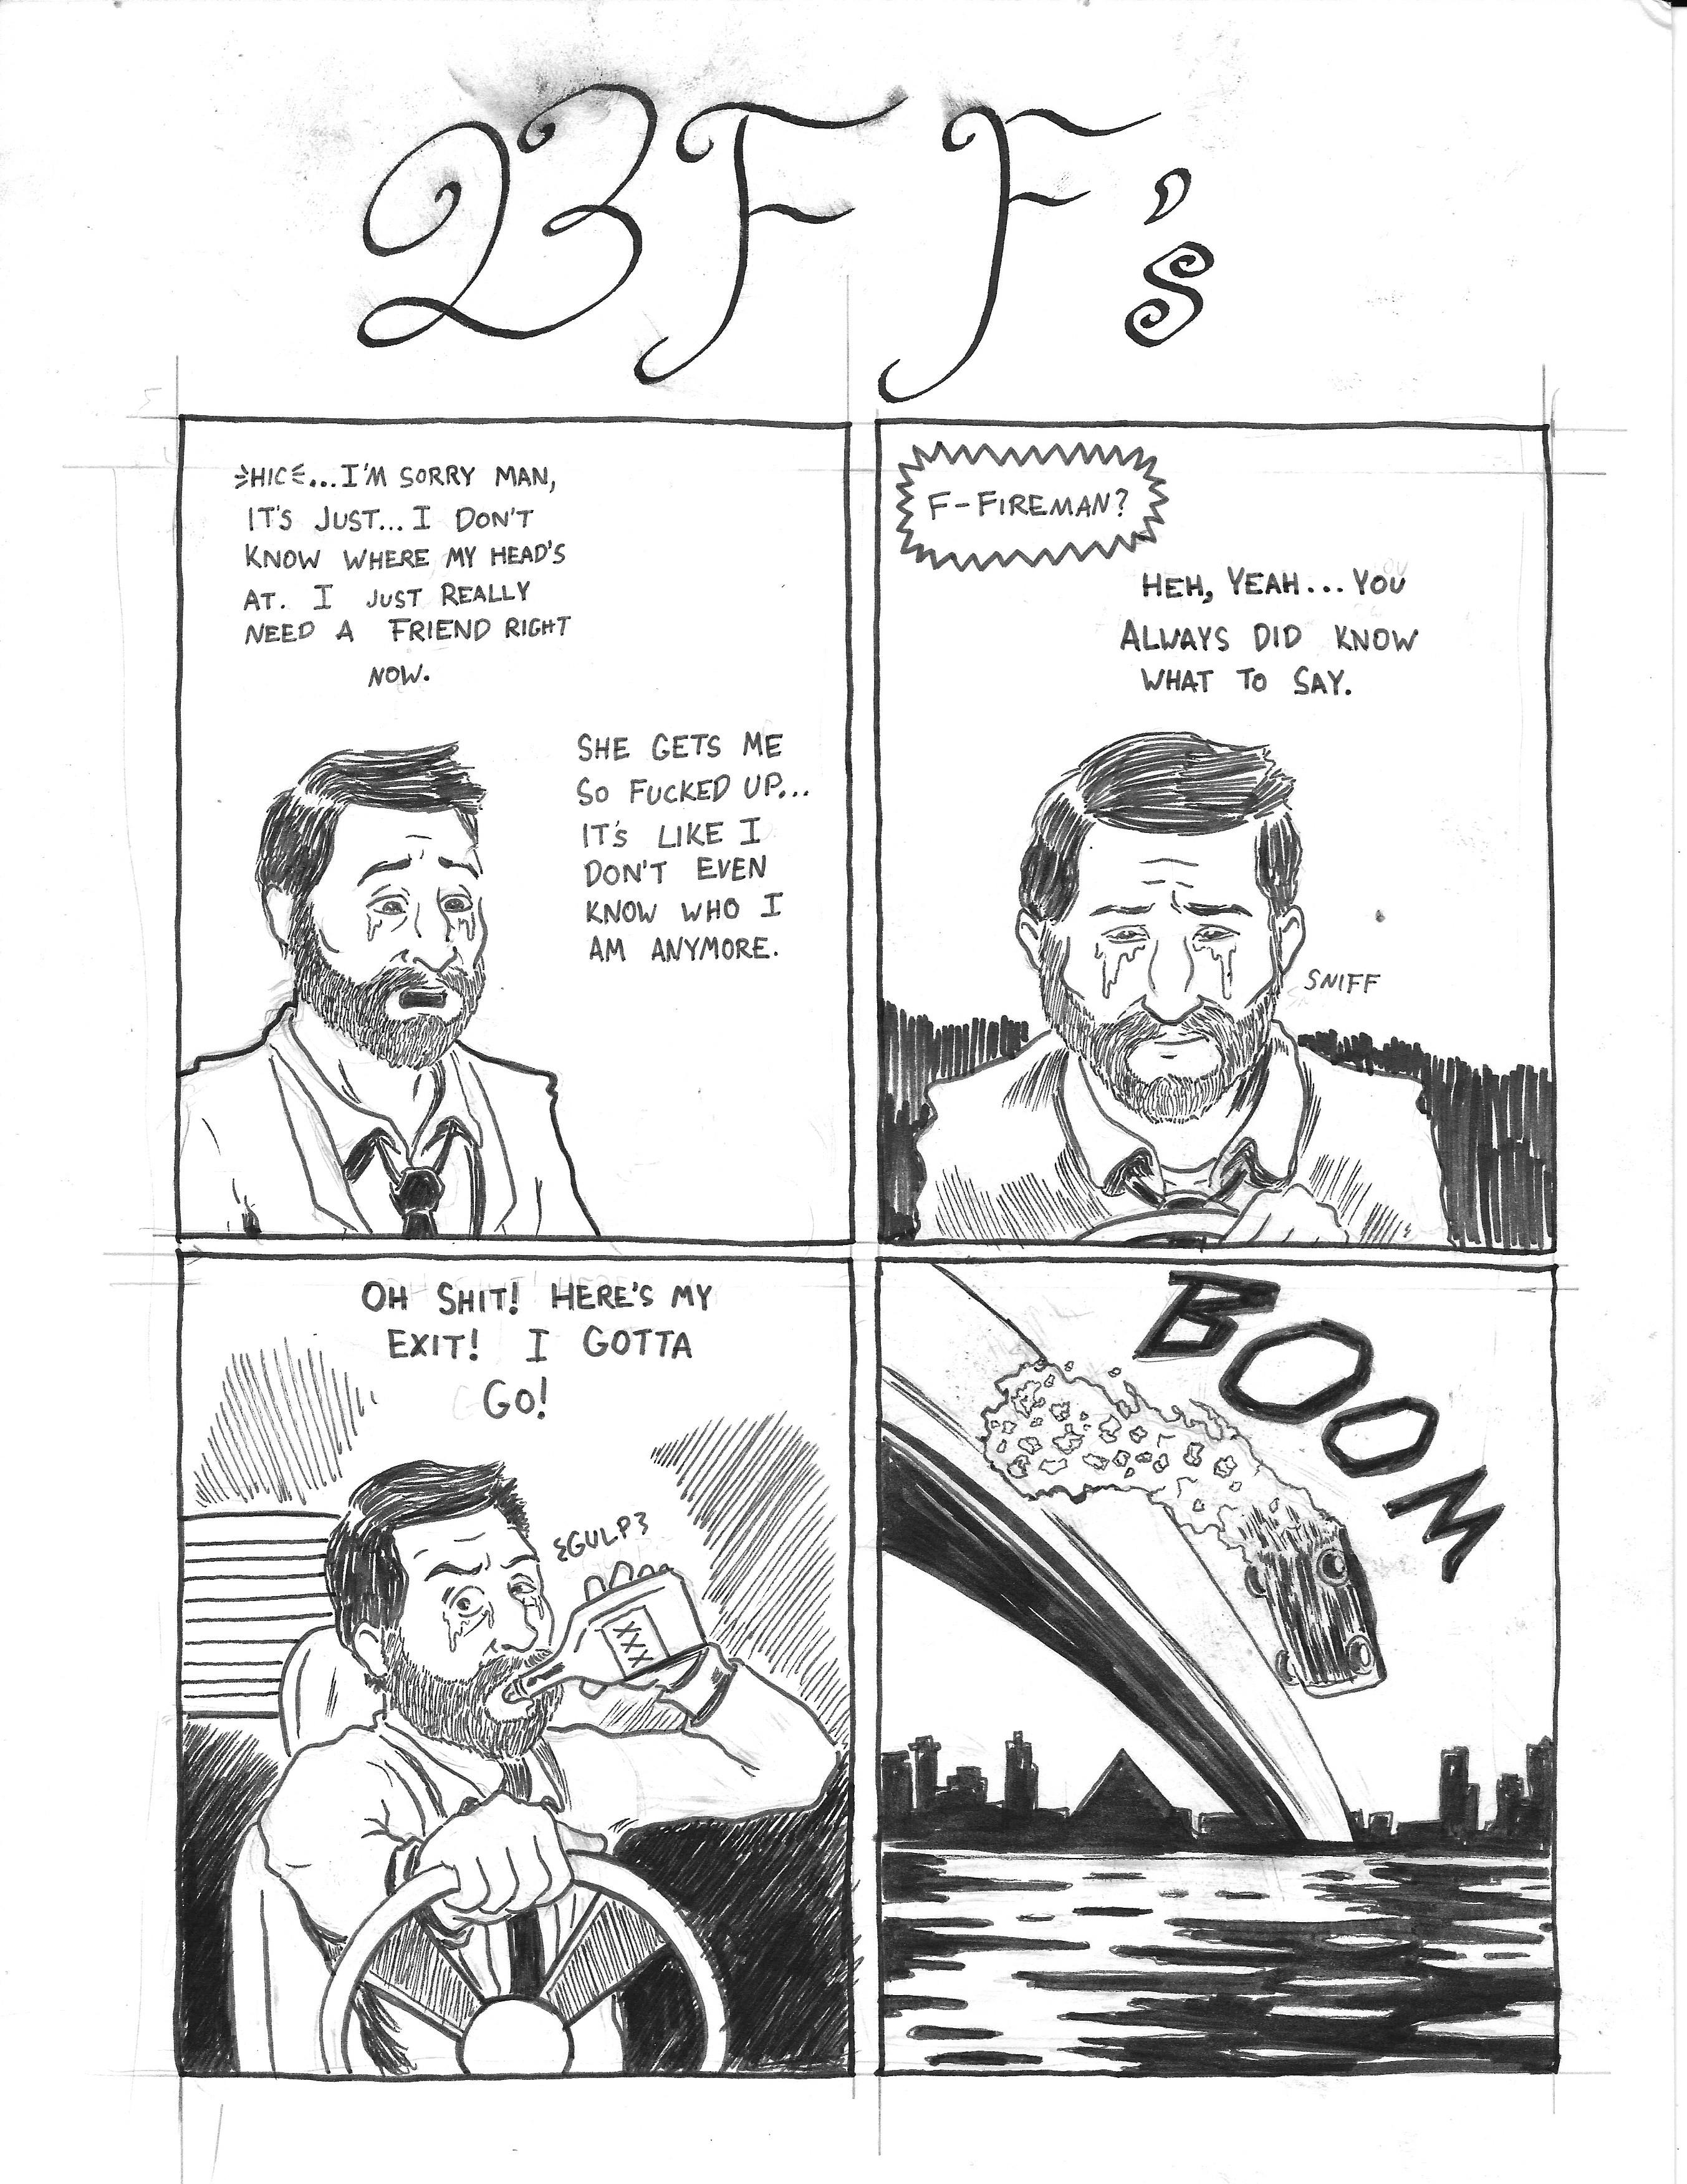 BFF's
HIC...I'M SORRY MAN,
IT'S JUST...I DON'T
KNOW WHERE MY HEAD'S
AT. I JUST REALLY
NEED A FRIEND RIGHT
NOW.
SHE GETS ME
SO FUCKED UP...
IT'S LIKE I
DON'T EVEN
KNOW WHO I
AM ANYMORE.
F-FIREMAN?
HEH, YEAH...YOU
ALWAYS DID KNOW
WHAT TO SAY.
SNIFF
OH SHIT! HERE'S MY
EXIT! I GOTTA
GO!
GULP
XXX
BOOM